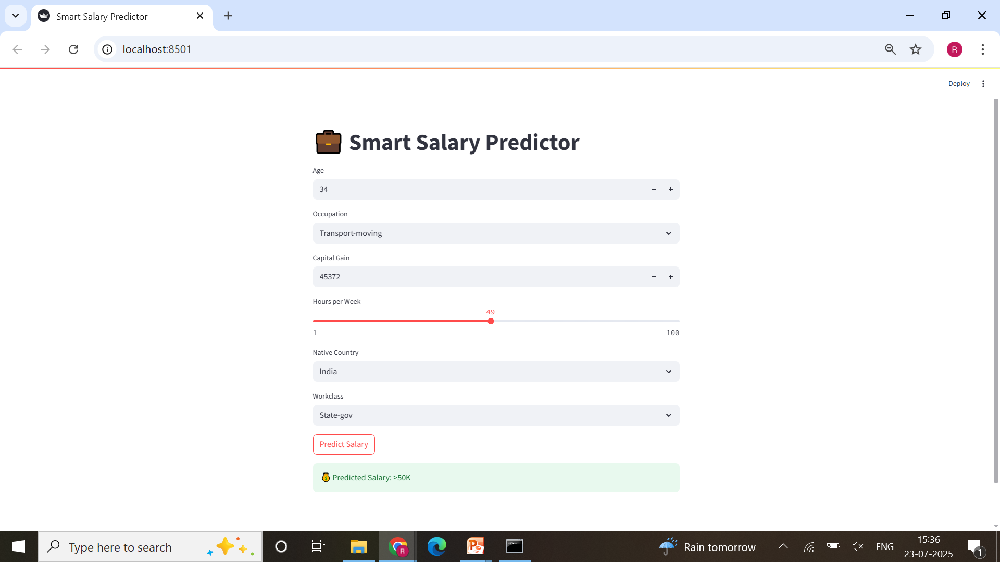 Smart Salary Predictor
localhost:8501
R
Deploy
Smart Salary Predictor
Age
34
Occupation
Transport-moving
Capital Gain
45372
Hours per Week
49
1 100
Native Country
India
Workclass
State-gov
Predict Salary
Predicted Salary: >50K
Type here to search
R
P
Rain tomorrow
ENG
15:36
23-07-2025
1